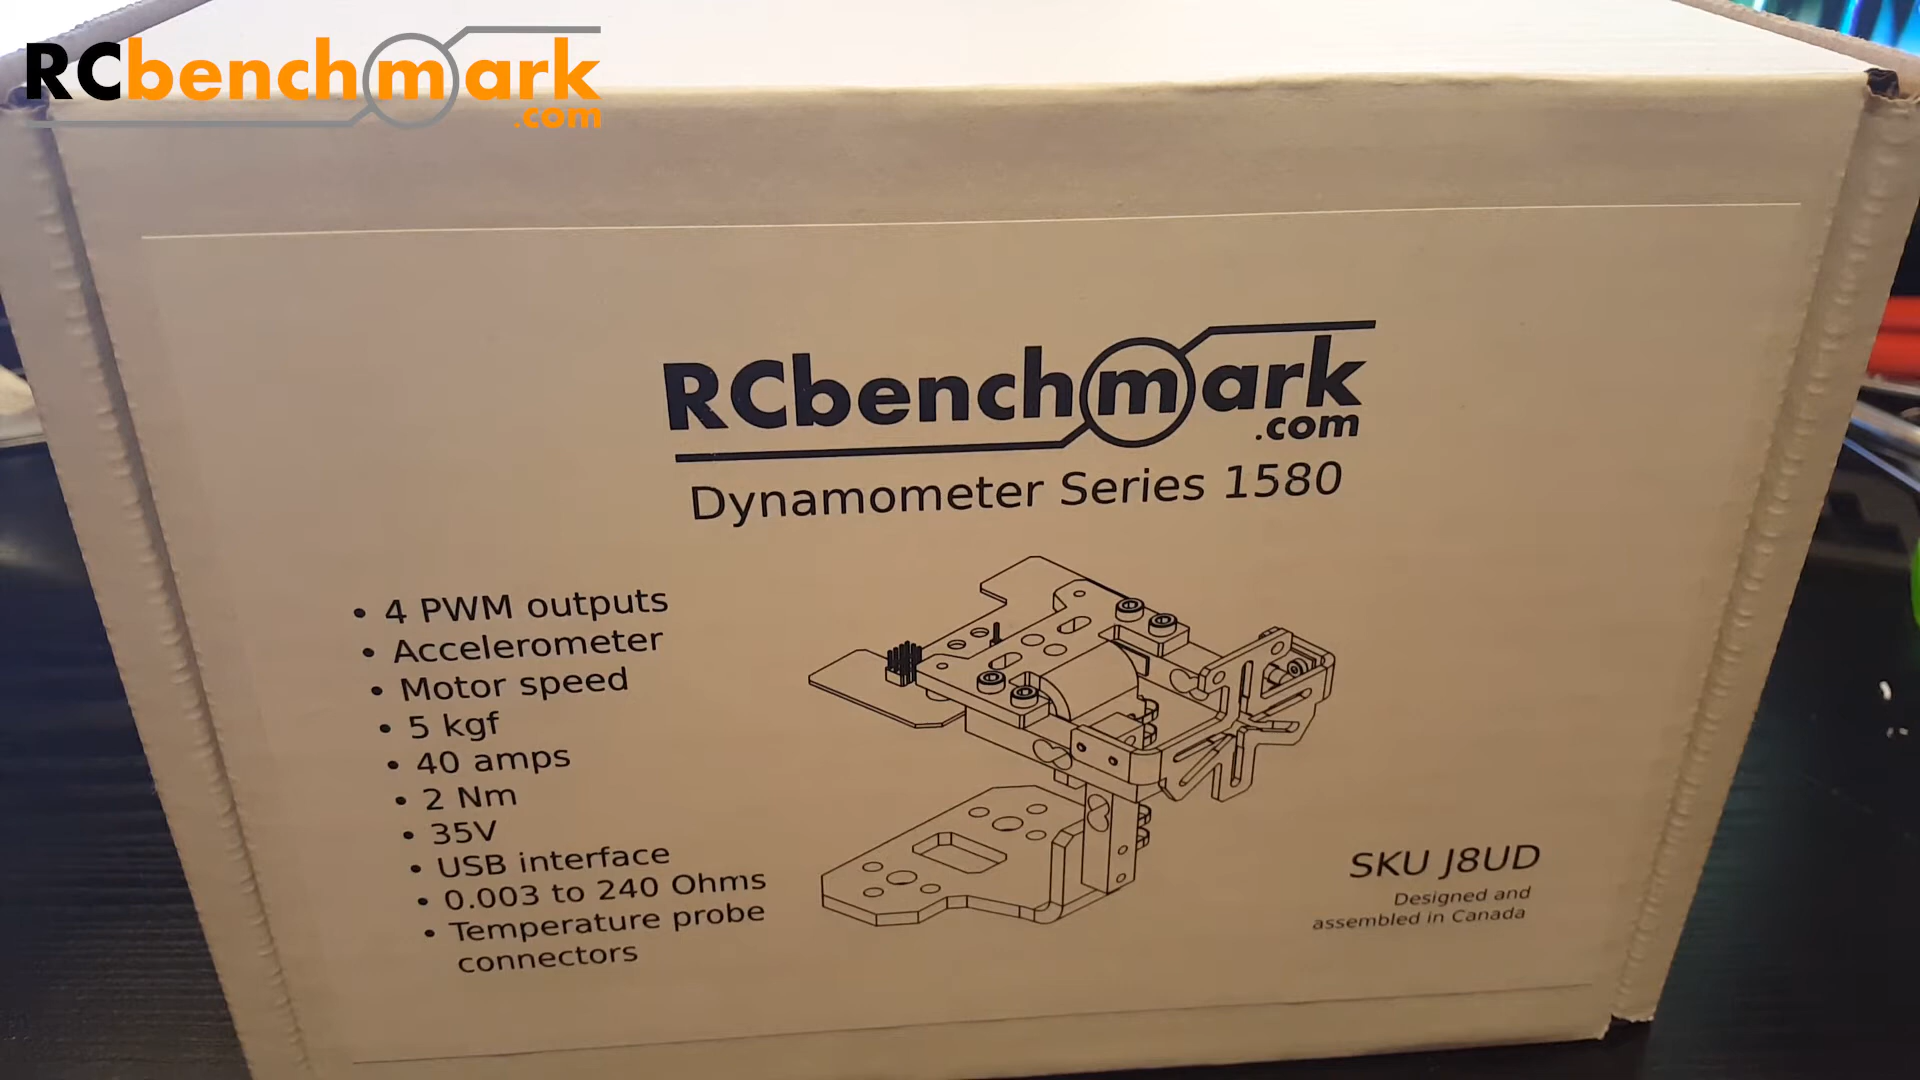 RCbenchmark
.com
RCbenchmark
.com
Dynamometer Series 1580
• 4 PWM outputs
• Accelerometer
• Motor speed
• 5 kgf
• 40 amps
• 2 Nm
• 35V
• USB interface
• 0.003 to 240 Ohms
• Temperature probe
connectors
SKU J8UD
Designed and
assembled in Canada